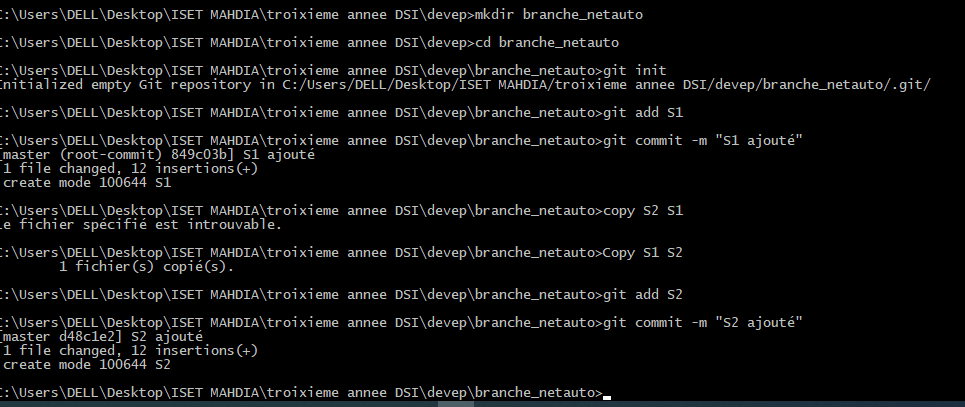 C:\Users\DELL\Desktop\ISET MAHDIA\troixieme annee DSI\devep>mkdir branche_netauto
C:\Users\DELL\Desktop\ISET MAHDIA\troixieme annee DSI\devep>cd branche_netauto
C:\Users\DELL\Desktop\ISET MAHDIA\troixieme annee DSI\devep\branche_netauto>git init
Initialized empty Git repository in C:/Users/DELL/Desktop/ISET MAHDIA/troixieme annee DSI/devep/branche_netauto/.git/
C:\Users\DELL\Desktop\ISET MAHDIA\troixieme annee DSI\devep\branche_netauto>git add S1
C:\Users\DELL\Desktop\ISET MAHDIA\troixieme annee DSI\devep\branche_netauto>git commit -m "S1 ajouté"
[master (root-commit) 849c03b] S1 ajouté
1 file changed, 12 insertions(+)
create mode 100644 S1
C:\Users\DELL\Desktop\ISET MAHDIA\troixieme annee DSI\devep\branche_netauto>copy S2 S1
Le fichier spécifié est introuvable.
C:\Users\DELL\Desktop\ISET MAHDIA\troixieme annee DSI\devep\branche_netauto>Copy S1 S2
1 fichier(s) copié(s).
C:\Users\DELL\Desktop\ISET MAHDIA\troixieme annee DSI\devep\branche_netauto>git add S2
C:\Users\DELL\Desktop\ISET MAHDIA\troixieme annee DSI\devep\branche_netauto>git commit -m "S2 ajouté"
[master d48c1e2] S2 ajouté
1 file changed, 12 insertions(+)
create mode 100644 S2
C:\Users\DELL\Desktop\ISET MAHDIA\troixieme annee DSI\devep\branche_netauto>